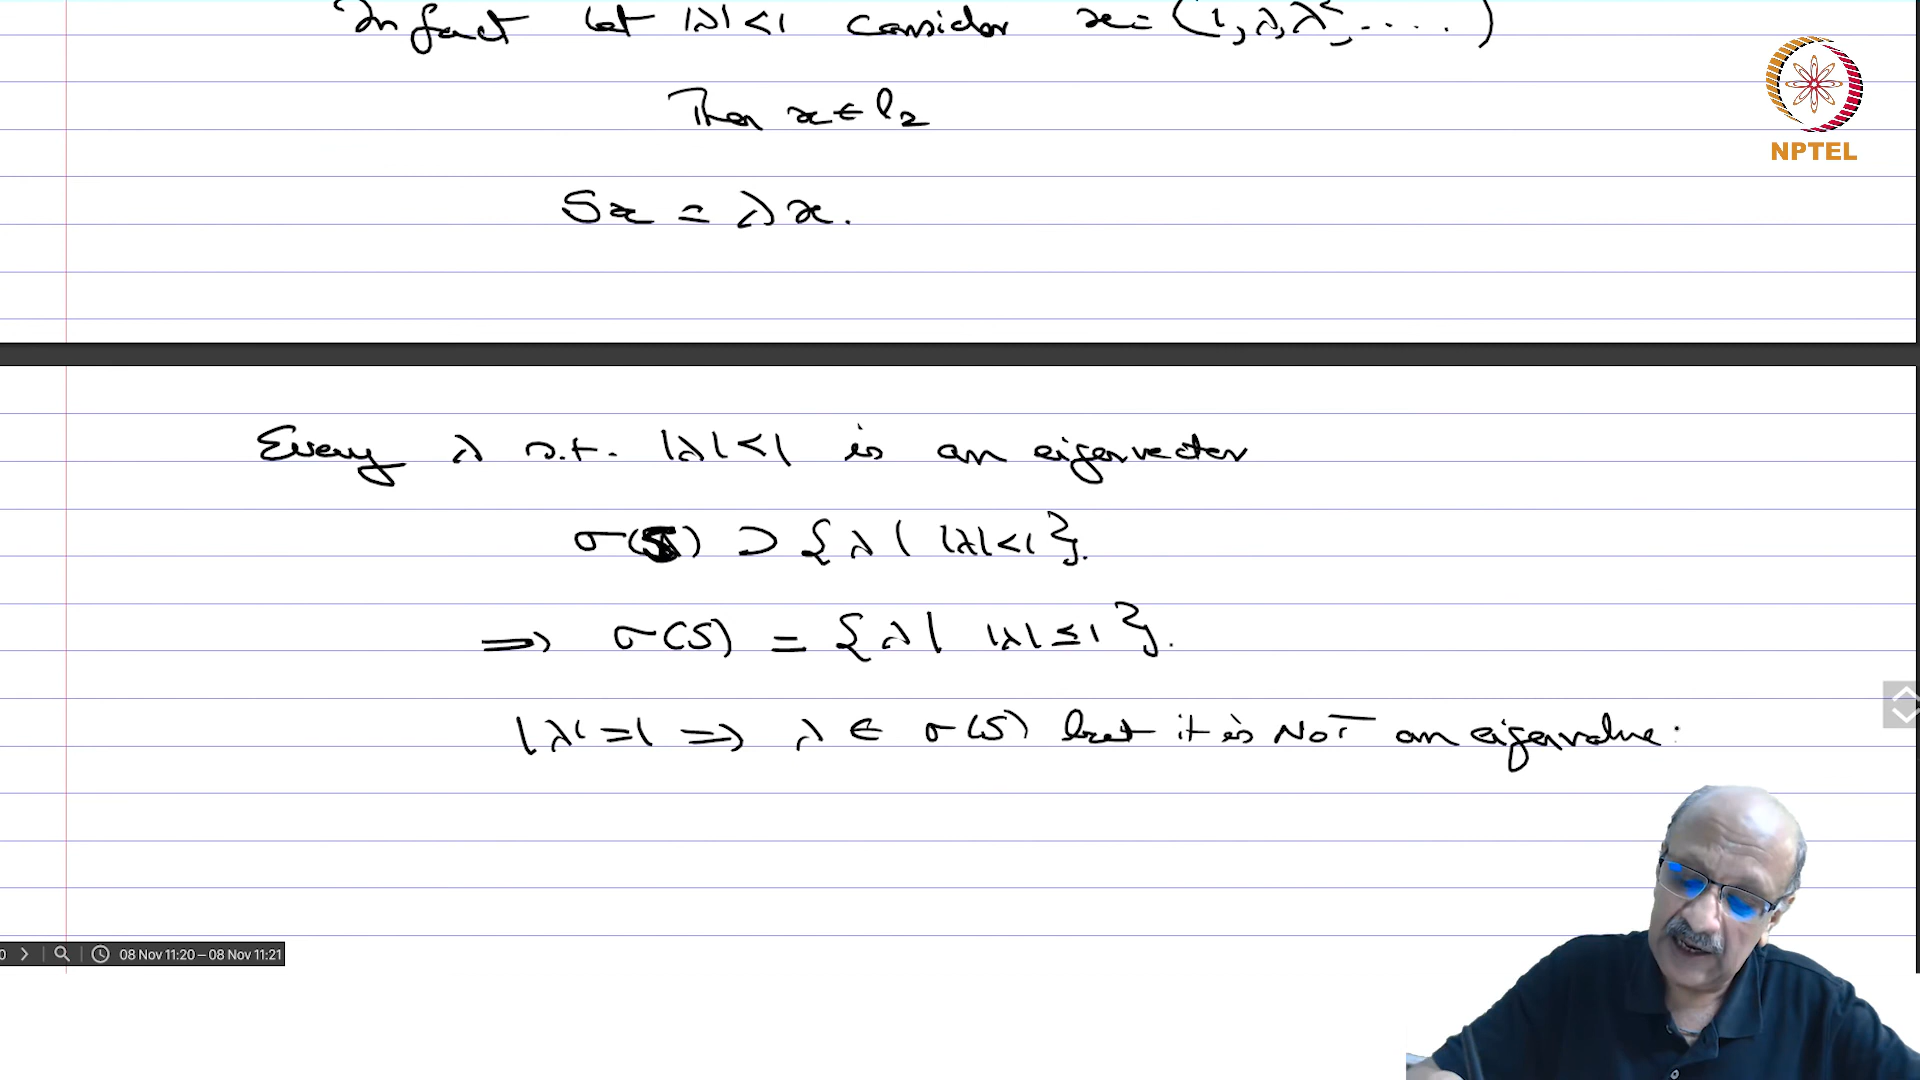 In fact let |λ|<1 consider x=(1,λ,λ²,.....)
NPTEL
Then x∈l₂
Sx = λx.
Every λ s.t. |λ|<1 is an eigenvector
σ(S) ⊃ {λ| |λ|<1}.
⟹ σ(S) = {λ| |λ|≤1}.
|λ|=1 ⟹ λ ∈ σ(S) but it is NOT an eigenvalue.
08 Nov 11:20 – 08 Nov 11:21